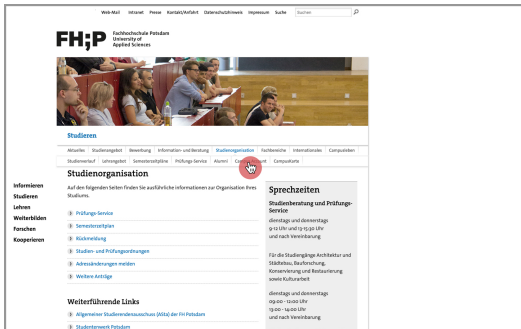 Web-Mail Intranet Presse Kontakt/Anfahrt Datenschutzhinweis Impressum Suche Suchen
FH;P
Fachhochschule Potsdam
University of
Applied Sciences
Studieren
Aktuelles Studienangebot Bewerbung Information- und Beratung Studienorganisation Fachbereiche Internationales Campusleben
Studienverlauf Lehrangebot Semesterzeitpläne Prüfungs-Service Alumni CampusKarte
Studienorganisation
Auf den folgenden Seiten finden Sie ausführliche Informationen zur Organisation Ihres
Studiums.
Prüfungs-Service
Semesterzeitplan
Rückmeldung
Studien- und Prüfungsordnungen
Adressänderungen melden
Weitere Anträge
Weiterführende Links
Allgemeiner Studierendenausschuss (AStA) der FH Potsdam
Studentenwerk Potsdam
Informieren
Studieren
Lehren
Weiterbilden
Forschen
Kooperieren
Sprechzeiten
Studienberatung und Prüfungs-
Service
dienstags und donnerstags
9-12 Uhr und 13-15:30 Uhr
und nach Vereinbarung
Für die Studiengänge Architektur und
Städtebau, Bauforschung,
Konservierung und Restaurierung
sowie Kulturarbeit
dienstags und donnerstags
09:00 - 12:00 Uhr
13:00 - 14:00 Uhr
und nach Vereinbarung